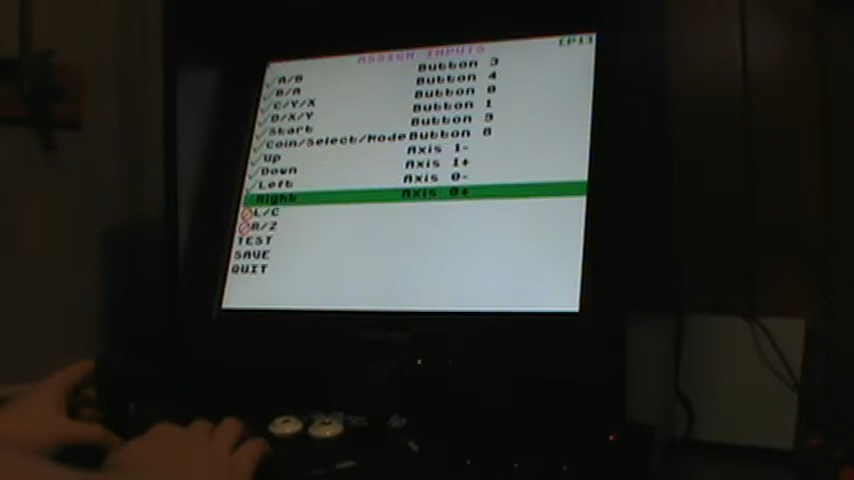 ASSIGN INPUTS [P1]
A/B Button 3
B/A Button 4
C/Y/X Button 0
D/X/Y Button 1
Start Button 9
Coin/Select/Mode Button 8
Up Axis 1-
Down Axis 1+
Left Axis 0-
Right Axis 0+
L/C
R/Z
TEST
SAVE
QUIT